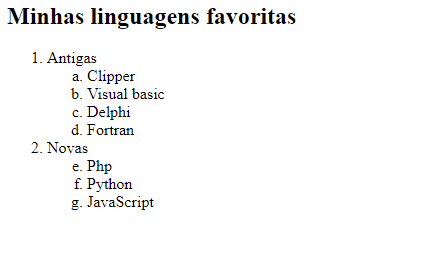 Minhas linguagens favoritas
1. Antigas
a. Clipper
b. Visual basic
c. Delphi
d. Fortran
2. Novas
e. Php
f. Python
g. JavaScript